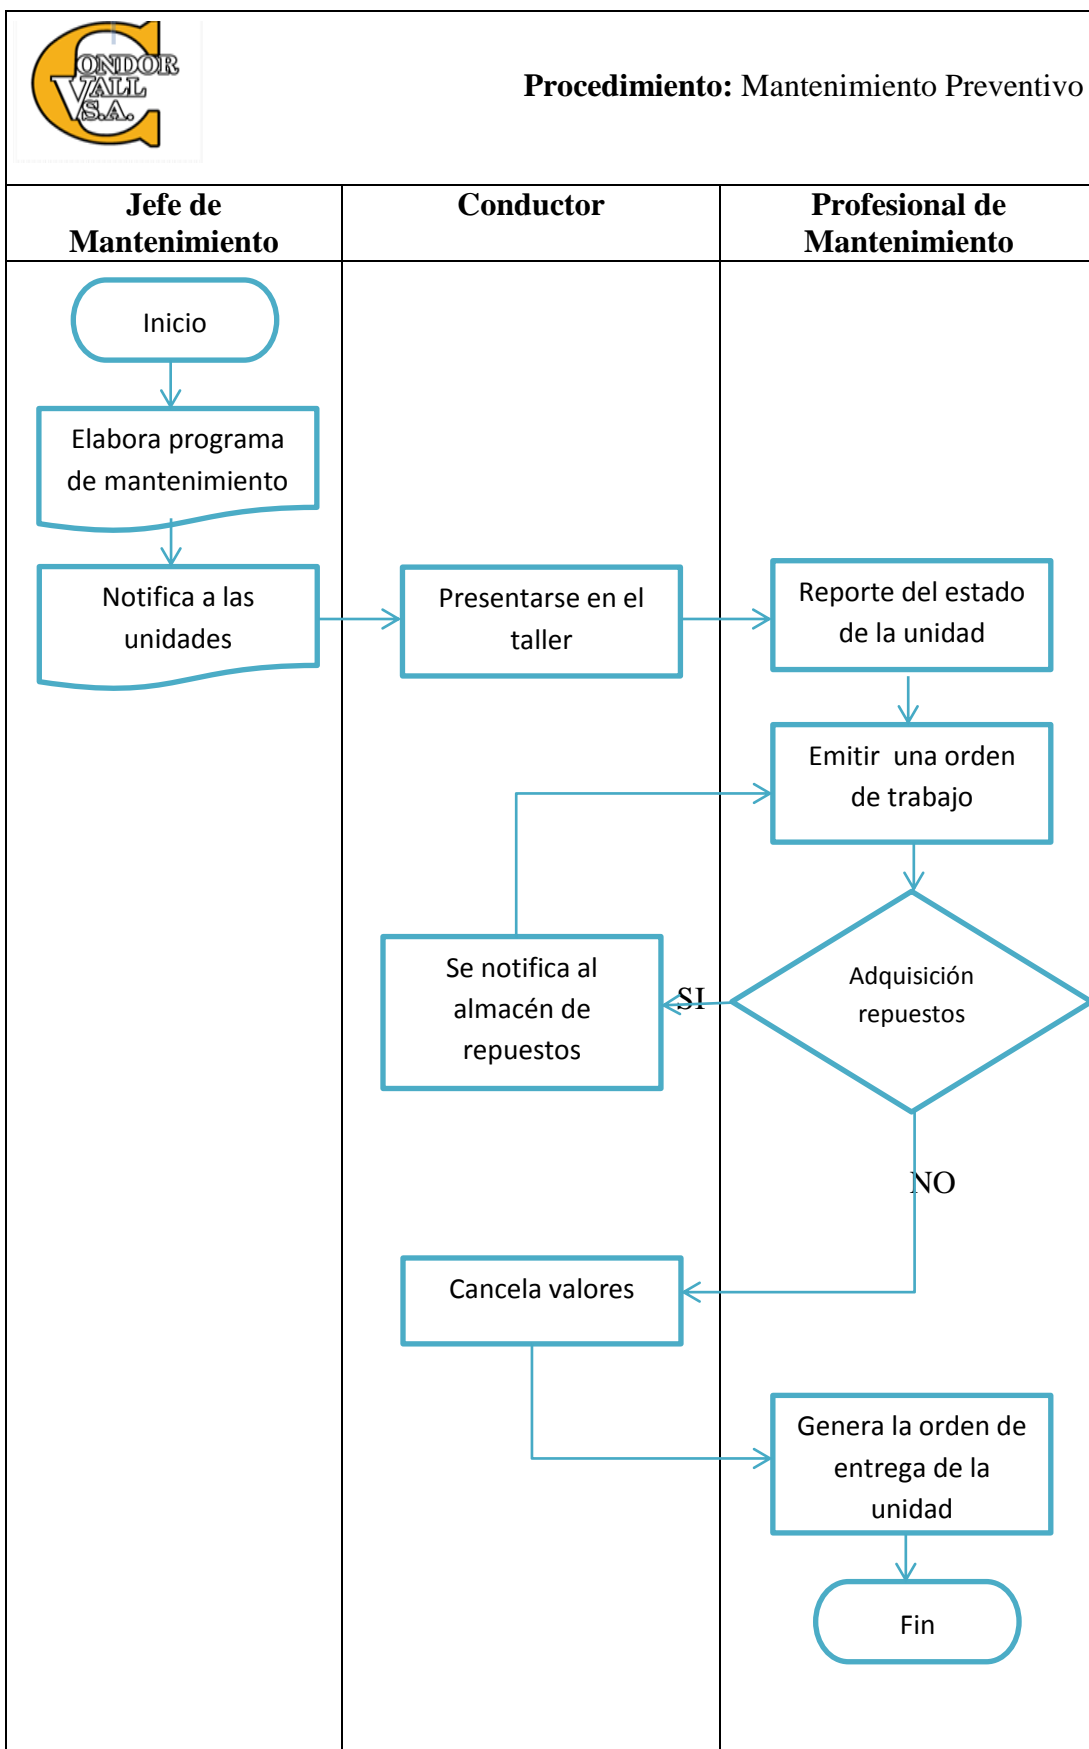 CONDOR
VALL
S.A.
Procedimiento: Mantenimiento Preventivo
Jefe de
Mantenimiento
Conductor
Profesional de
Mantenimiento
Inicio
Elabora programa
de mantenimiento
Notifica a las
unidades
Presentarse en el
taller
Reporte del estado
de la unidad
Emitir una orden
de trabajo
Adquisición
repuestos
SI
Se notifica al
almacén de
repuestos
NO
Cancela valores
Genera la orden de
entrega de la
unidad
Fin